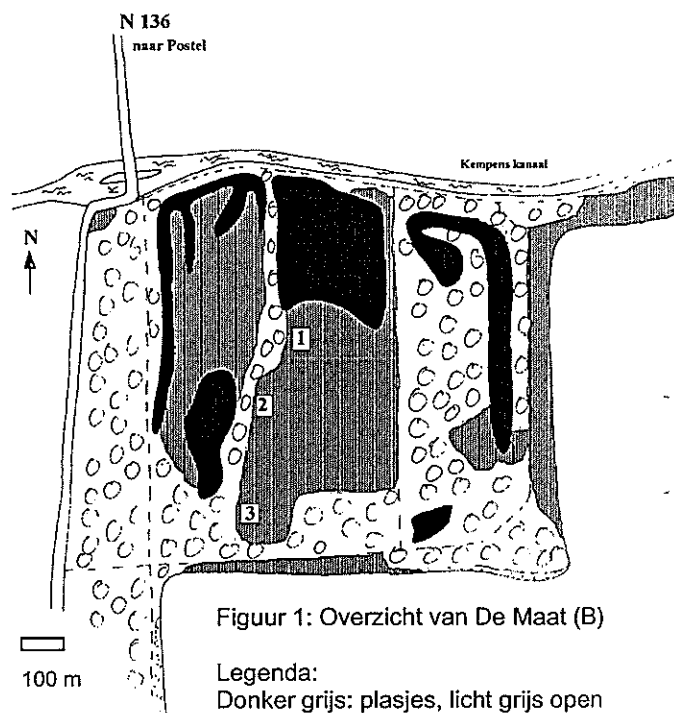 N 136
naar Postel
Kempens kanaal
N
1
2
3
100 m
Figuur 1: Overzicht van De Maat (B)
Legenda:
Donker grijs: plasjes, licht grijs open